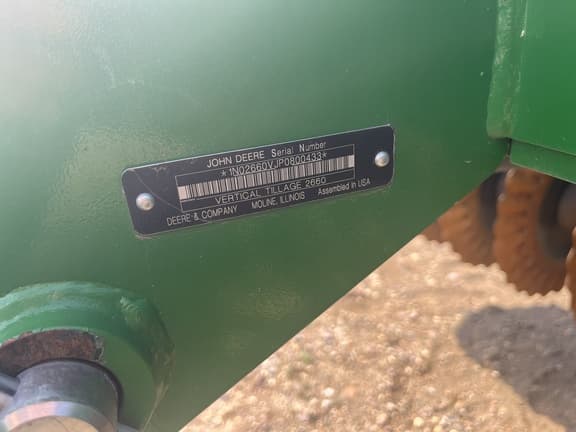 JOHN DEERE Serial Number
*1N02660VJP0800433*
VERTICAL TILLAGE 2660
DEERE & COMPANY MOLINE, ILLINOIS Assembled in USA